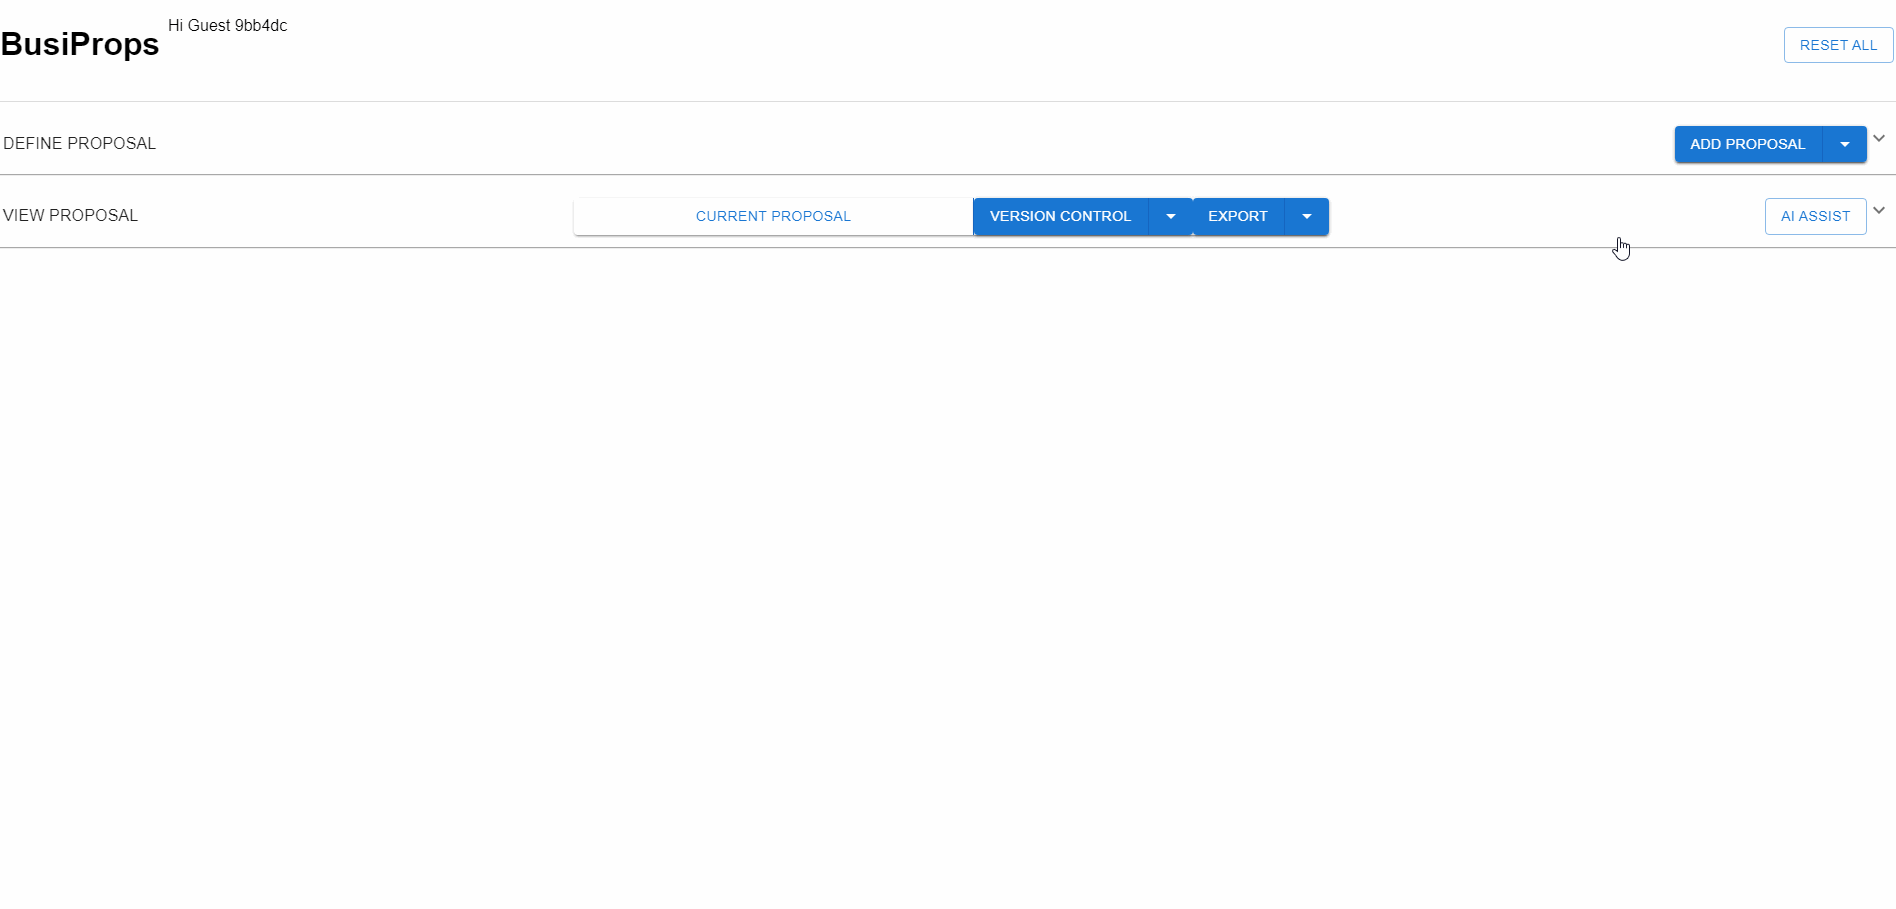 Hi Guest 9bb4dc
BusiProps
RESET ALL
DEFINE PROPOSAL
ADD PROPOSAL
VIEW PROPOSAL
CURRENT PROPOSAL
VERSION CONTROL
EXPORT
AI ASSIST